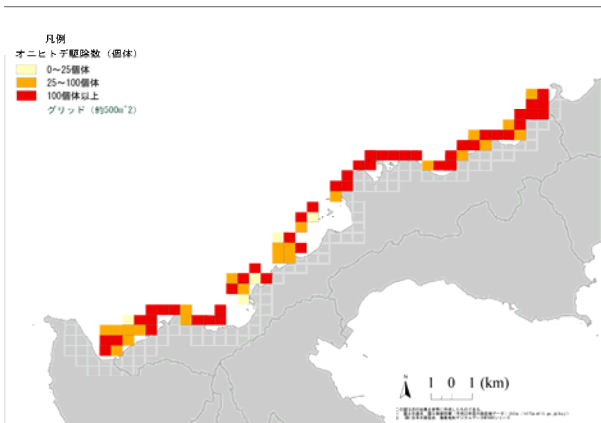 凡例
オニヒトデ駆除数（個体）
0～25個体
25～100個体
100個体以上
グリッド（約500m^2）
1 0 1 (km)